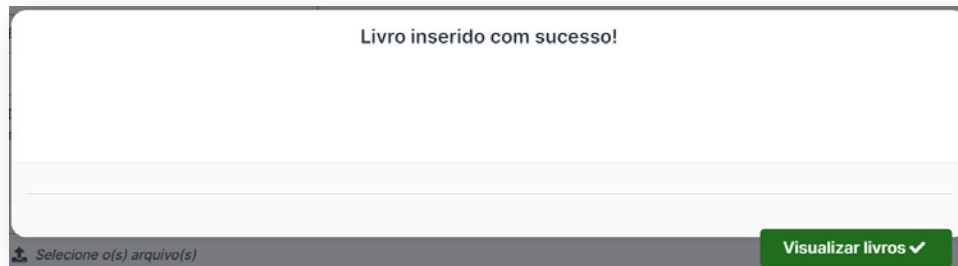 Livro inserido com sucesso!
Visualizar livros
Selecione o(s) arquivo(s)